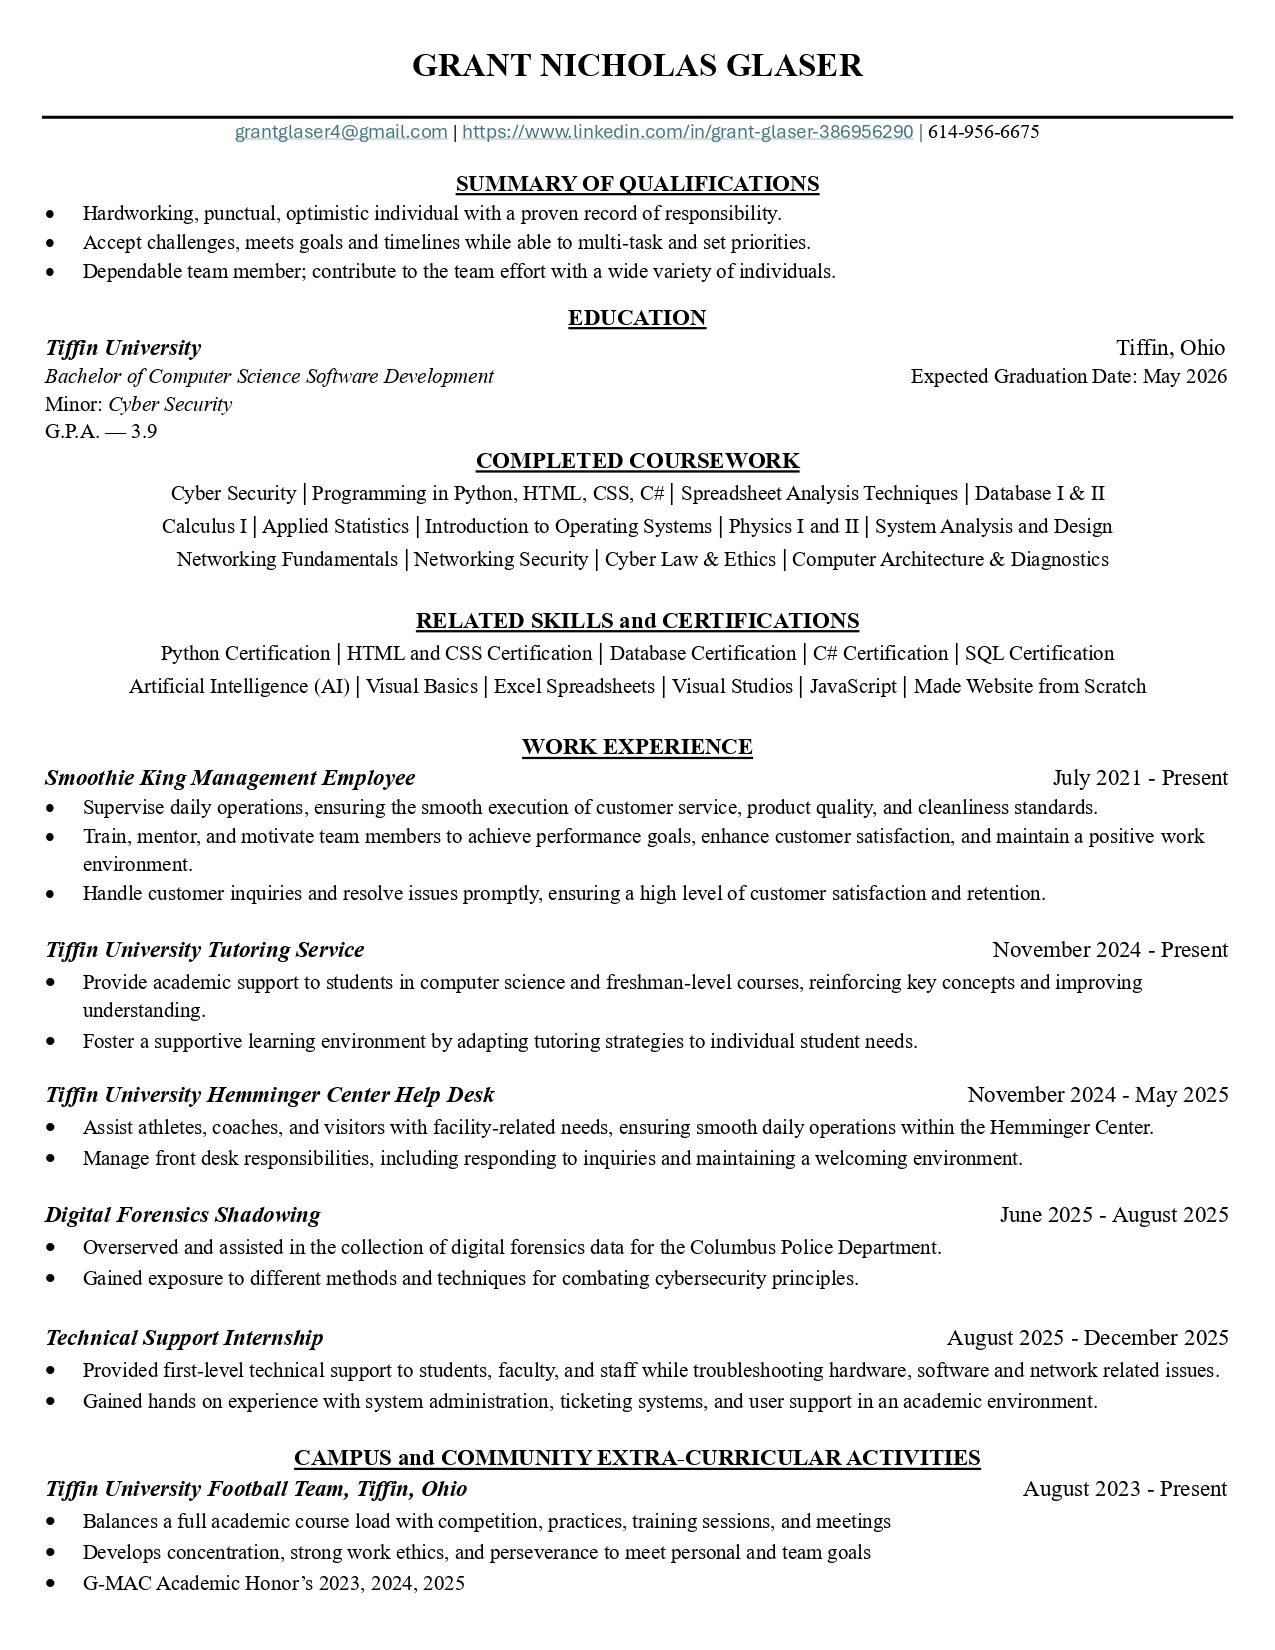 GRANT NICHOLAS GLASER
grantglaser4@gmail.com | https://www.linkedin.com/in/grant-glaser-386956290 | 614-956-6675
SUMMARY OF QUALIFICATIONS
• Hardworking, punctual, optimistic individual with a proven record of responsibility.
• Accept challenges, meets goals and timelines while able to multi-task and set priorities.
• Dependable team member; contribute to the team effort with a wide variety of individuals.
EDUCATION
Tiffin University Tiffin, Ohio
Bachelor of Computer Science Software Development Expected Graduation Date: May 2026
Minor: Cyber Security
G.P.A. — 3.9
COMPLETED COURSEWORK
Cyber Security | Programming in Python, HTML, CSS, C# | Spreadsheet Analysis Techniques | Database I & II
Calculus I | Applied Statistics | Introduction to Operating Systems | Physics I and II | System Analysis and Design
Networking Fundamentals | Networking Security | Cyber Law & Ethics | Computer Architecture & Diagnostics
RELATED SKILLS and CERTIFICATIONS
Python Certification | HTML and CSS Certification | Database Certification | C# Certification | SQL Certification
Artificial Intelligence (AI) | Visual Basics | Excel Spreadsheets | Visual Studios | JavaScript | Made Website from Scratch
WORK EXPERIENCE
Smoothie King Management Employee July 2021 - Present
• Supervise daily operations, ensuring the smooth execution of customer service, product quality, and cleanliness standards.
• Train, mentor, and motivate team members to achieve performance goals, enhance customer satisfaction, and maintain a positive work
environment.
• Handle customer inquiries and resolve issues promptly, ensuring a high level of customer satisfaction and retention.
Tiffin University Tutoring Service November 2024 - Present
• Provide academic support to students in computer science and freshman-level courses, reinforcing key concepts and improving
understanding.
• Foster a supportive learning environment by adapting tutoring strategies to individual student needs.
Tiffin University Hemminger Center Help Desk November 2024 - May 2025
• Assist athletes, coaches, and visitors with facility-related needs, ensuring smooth daily operations within the Hemminger Center.
• Manage front desk responsibilities, including responding to inquiries and maintaining a welcoming environment.
Digital Forensics Shadowing June 2025 - August 2025
• Overserved and assisted in the collection of digital forensics data for the Columbus Police Department.
• Gained exposure to different methods and techniques for combating cybersecurity principles.
Technical Support Internship August 2025 - December 2025
• Provided first-level technical support to students, faculty, and staff while troubleshooting hardware, software and network related issues.
• Gained hands on experience with system administration, ticketing systems, and user support in an academic environment.
CAMPUS and COMMUNITY EXTRA-CURRICULAR ACTIVITIES
Tiffin University Football Team, Tiffin, Ohio August 2023 - Present
• Balances a full academic course load with competition, practices, training sessions, and meetings
• Develops concentration, strong work ethics, and perseverance to meet personal and team goals
• G-MAC Academic Honor’s 2023, 2024, 2025